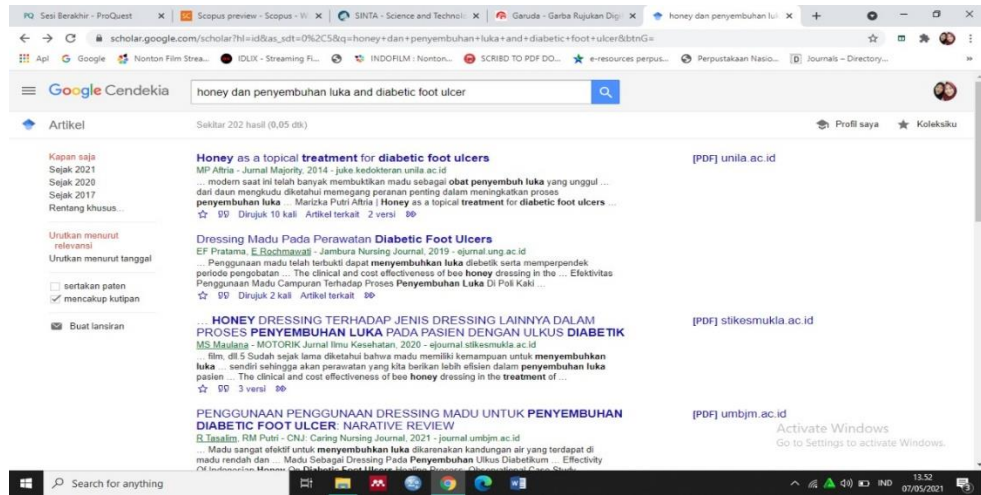 Sesi Berakhir - ProQuest
Scopus preview - Scopus - W
SINTA - Science and Technolo
Garuda - Garba Rujukan Digi
honey dan penyembuhan luk
scholar.google.com/scholar?hl=id&as_sdt=0%2C5&q=honey+dan+penyembuhan+luka+and+diabetic+foot+ulcer&btnG=
Apl Google Nonton Film Strea... IDLIX - Streaming Fi... INDOFILM : Nonton... SCRIBD TO PDF DO... e-resources perpus... Perpustakaan Nasio... Journals – Directory...
Google Cendekia
honey dan penyembuhan luka and diabetic foot ulcer
Artikel
Sekitar 202 hasil (0,05 dtk)
Profil saya
Koleksiku
Kapan saja
Sejak 2021
Sejak 2020
Sejak 2017
Rentang khusus...
Urutkan menurut
relevansi
Urutkan menurut tanggal
sertakan paten
mencakup kutipan
Buat lansiran
Honey as a topical treatment for diabetic foot ulcers
[PDF] unila.ac.id
MP Aftria - Jurnal Majority, 2014 - juke.kedokteran.unila.ac.id
... modern saat ini telah banyak membuktikan madu sebagai obat penyembuh luka yang unggul ...
dari daun mengkudu diketahui memegang peranan penting dalam meningkatkan proses
penyembuhan luka ... Marizka Putri Aftria | Honey as a topical treatment for diabetic foot ulcers ...
Dirujuk 10 kali Artikel terkait 2 versi
Dressing Madu Pada Perawatan Diabetic Foot Ulcers
EF Pratama, E Rochmawati - Jambura Nursing Journal, 2019 - ejurnal.ung.ac.id
... Penggunaan madu telah terbukti dapat menyembuhkan luka diebetik serta memperpendek
periode pengobatan ... The clinical and cost effectiveness of bee honey dressing in the ... Efektivitas
Penggunaan Madu Campuran Terhadap Proses Penyembuhan Luka Di Poli Kaki ...
Dirujuk 2 kali Artikel terkait
... HONEY DRESSING TERHADAP JENIS DRESSING LAINNYA DALAM
PROSES PENYEMBUHAN LUKA PADA PASIEN DENGAN ULKUS DIABETIK
[PDF] stikesmukla.ac.id
MS Maulana - MOTORIK Jurnal Ilmu Kesehatan, 2020 - ejournal.stikesmukla.ac.id
... film, dll.5 Sudah sejak lama diketahui bahwa madu memiliki kemampuan untuk menyembuhkan
luka ... sendiri sehingga akan perawatan yang kita berikan lebih efisien dalam penyembuhan luka
pasien ... The clinical and cost effectiveness of bee honey dressing in the treatment of ...
3 versi
PENGGUNAAN PENGGUNAAN DRESSING MADU UNTUK PENYEMBUHAN
DIABETIC FOOT ULCER: NARATIVE REVIEW
[PDF] umbjm.ac.id
R Tasalim, RM Putri - CNJ: Caring Nursing Journal, 2021 - journal.umbjm.ac.id
... Madu sangat efektif untuk menyembuhkan luka dikarenakan kandungan air yang terdapat di
madu rendah dan ... Madu Sebagai Dressing Pada Penyembuhan Ulkus Diabetikum ... Effectivity
Of Indonesian Honey On Diabetic Foot Ulcers Healing Process: Observational Case Study
Activate Windows
Go to Settings to activate Windows.
Search for anything
IND
13.52
07/05/2021